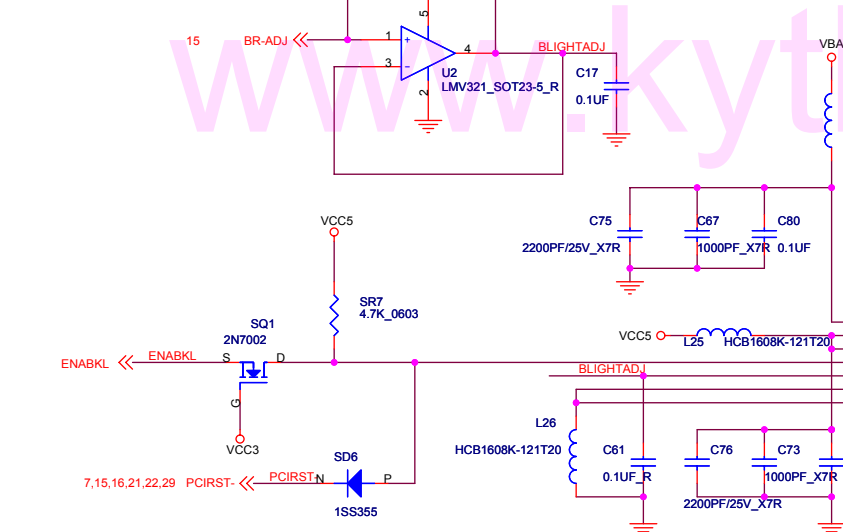 5
15 BR-ADJ
1
+
4
BLIGHTADJ
3
-
U2
LMV321_SOT23-5_R
2
C17
0.1UF
VBA
www.kyt
VCC5
C75
2200PF/25V_X7R
C67
1000PF_X7R
C80
0.1UF
SR7
4.7K_0603
SQ1
2N7002
VCC5
L25
HCB1608K-121T20
ENABKL
ENABKL
S
D
G
VCC3
BLIGHTADJ
L26
HCB1608K-121T20
C61
0.1UF_R
C76
2200PF/25V_X7R
C73
1000PF_X7R
SD6
7,15,16,21,22,29 PCIRST-
PCIRST-
N
P
1SS355